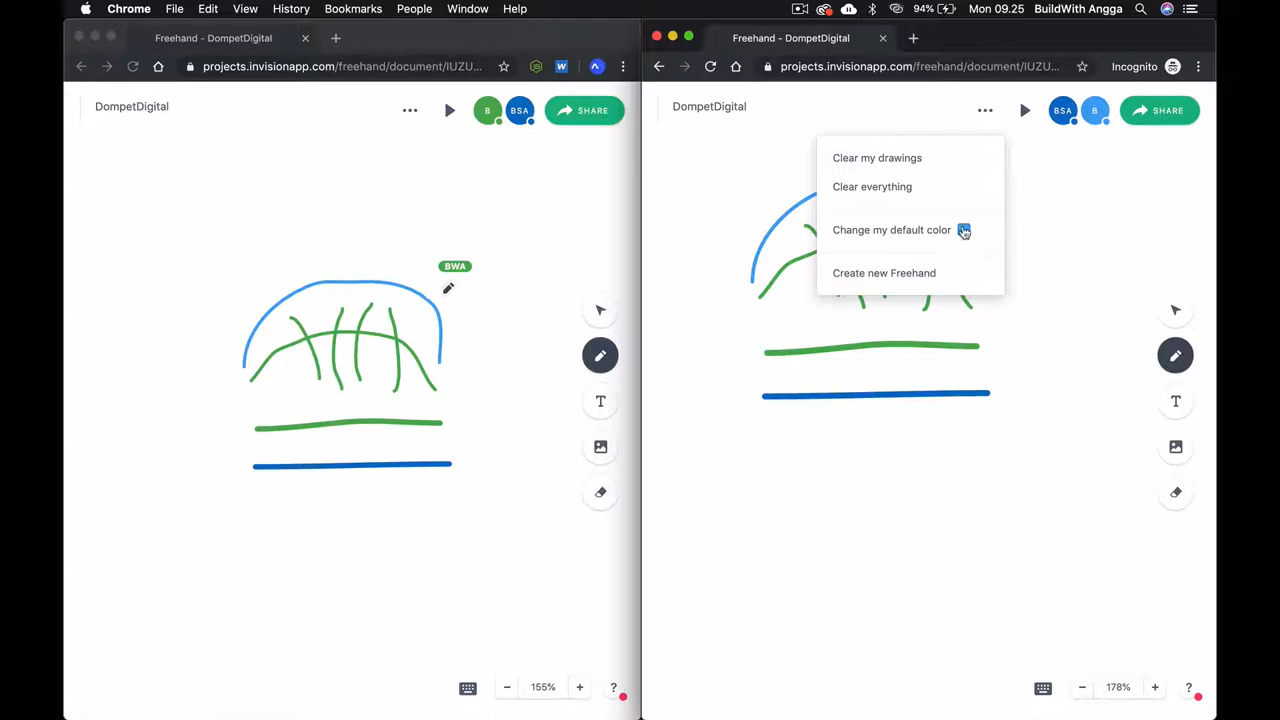 Chrome File Edit View History Bookmarks People Window Help 94% Mon 09.25 BuildWith Angga
Freehand - DompetDigital
projects.invisionapp.com/freehand/document/IUZU...
W
DompetDigital
B BSA SHARE
BWA
T
155%
?
Freehand - DompetDigital
projects.invisionapp.com/freehand/document/IUZU...
Incognito
DompetDigital
BSA B SHARE
Clear my drawings
Clear everything
Change my default color
Create new Freehand
T
178%
?